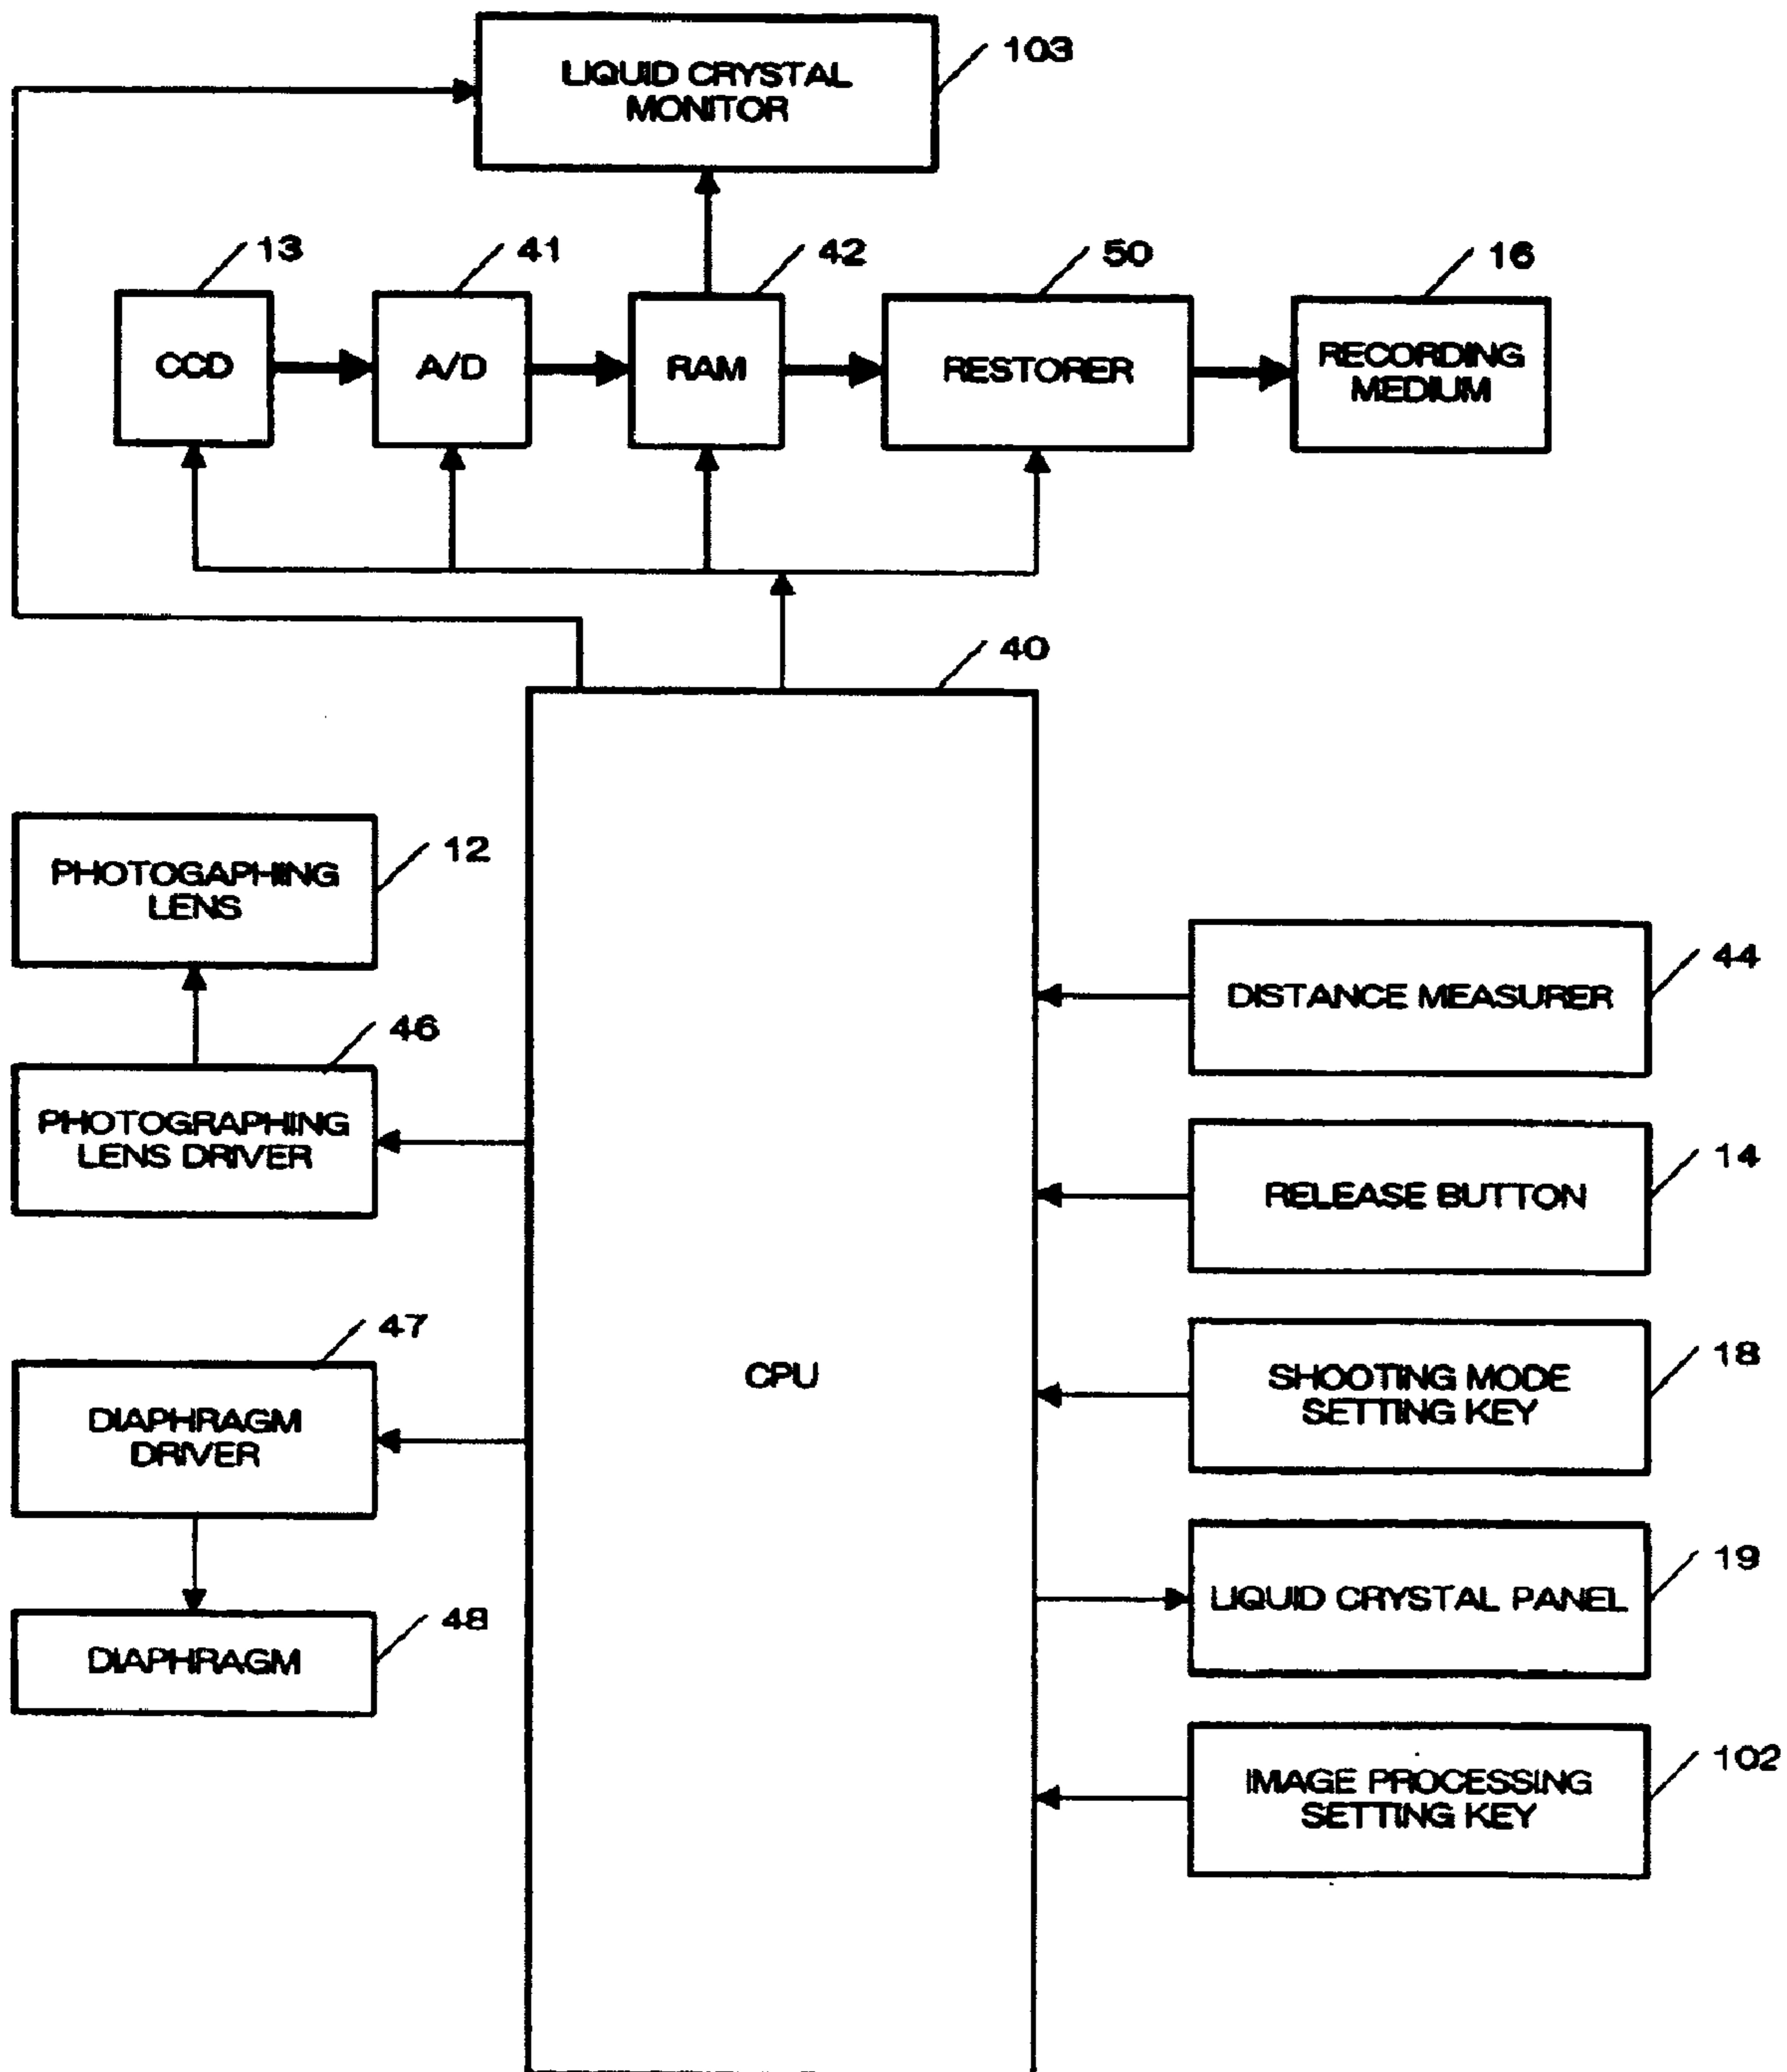 LIQUID CRYSTAL
MONITOR
103
13
41
42
50
16
CCD
A/D
RAM
RESTORER
RECORDING
MEDIUM
40
CPU
PHOTOGAPHING
LENS
12
46
PHOTOGRAPHING
LENS DRIVER
47
DIAPHRAGM
DRIVER
DIAPHRAGM
48
DISTANCE MEASURER
44
RELEASE BUTTON
14
SHOOTING MODE
SETTING KEY
18
LIQUID CRYSTAL PANEL
19
IMAGE PROCESSING
SETTING KEY
102